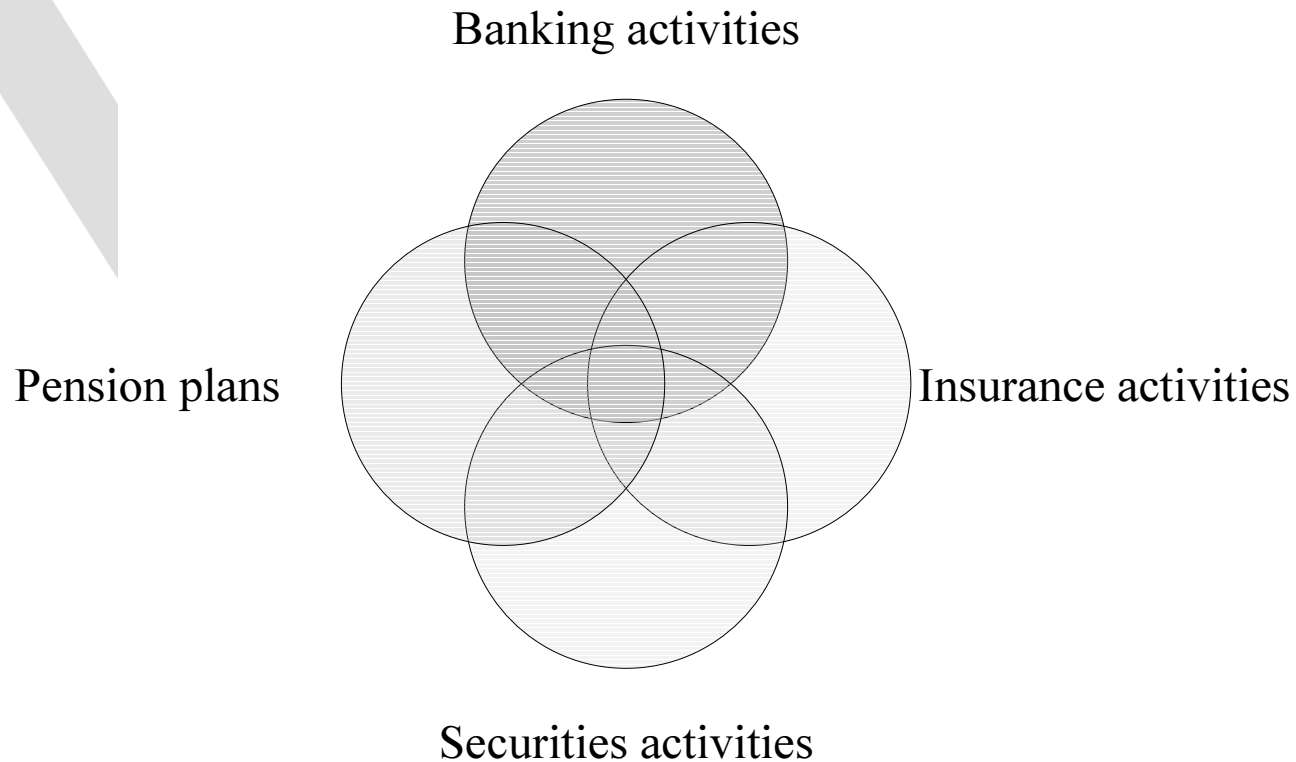 Banking activities
Pension plans
Insurance activities
Securities activities